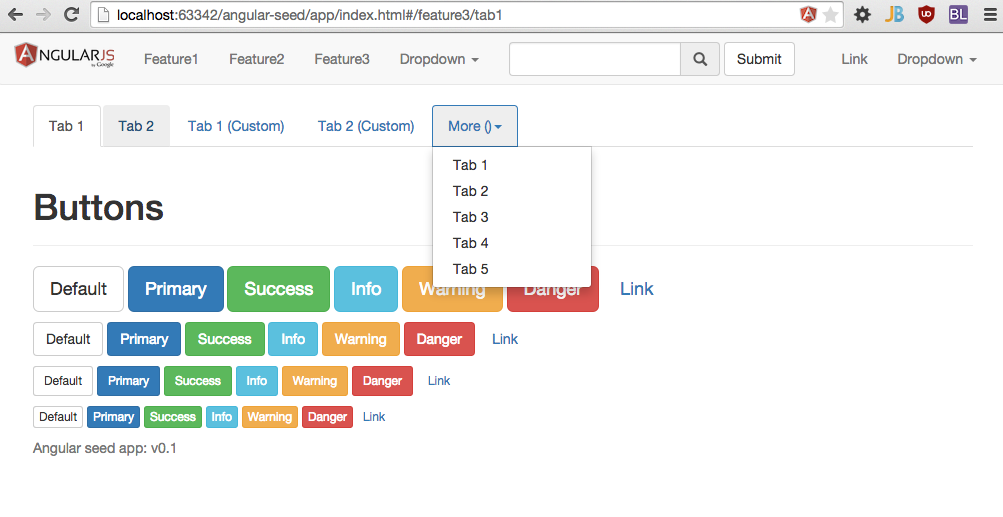 localhost:63342/angular-seed/app/index.html#/feature3/tab1
JB
UD
BL
ANGULARJS Feature1 Feature2 Feature3 Dropdown Submit Link Dropdown
by Google
Tab 1 Tab 2 Tab 1 (Custom) Tab 2 (Custom) More ()
Tab 1
Tab 2
Tab 3
Tab 4
Tab 5
Buttons
Default Primary Success Info Warning Danger Link
Default Primary Success Info Warning Danger Link
Default Primary Success Info Warning Danger Link
Default Primary Success Info Warning Danger Link
Angular seed app: v0.1